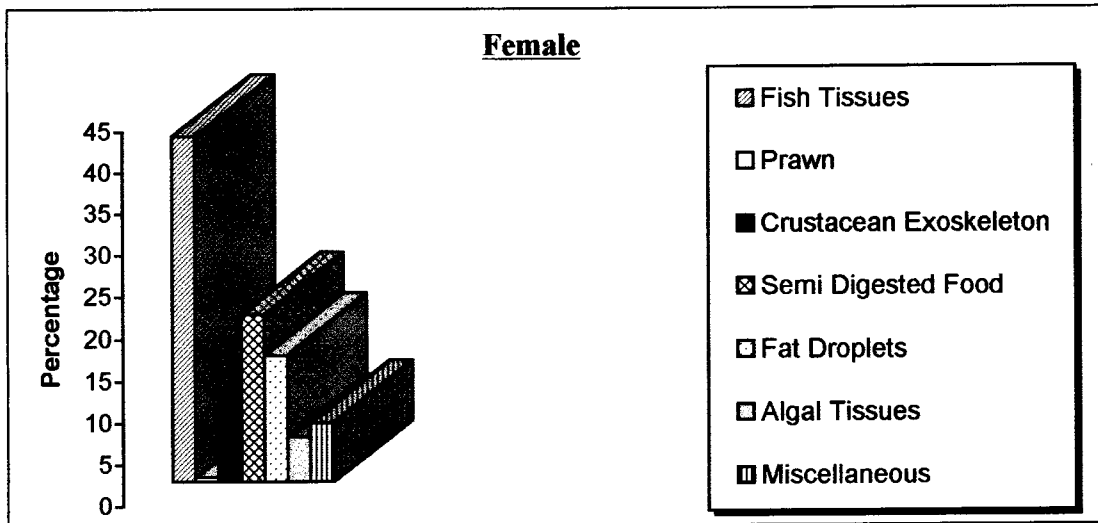 Female
Percentage
45
40
35
30
25
20
15
10
5
0
Fish Tissues
Prawn
Crustacean Exoskeleton
Semi Digested Food
Fat Droplets
Algal Tissues
Miscellaneous